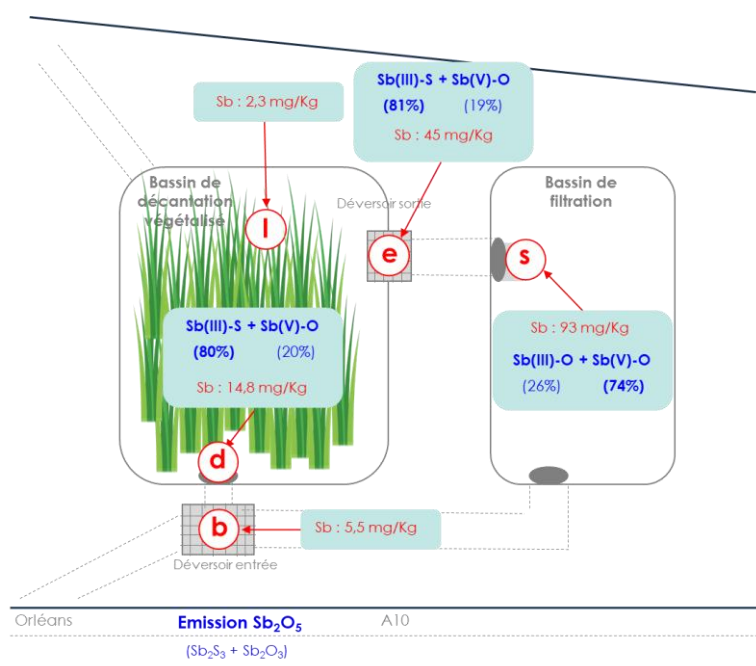 Sb(III)-S + Sb(V)-O
(81%) (19%)
Sb : 45 mg/Kg
Sb : 2,3 mg/Kg
Bassin de
décantation
végétalisé
Déversoir sortie
Bassin de
filtration
l
e
s
Sb(III)-S + Sb(V)-O
(80%) (20%)
Sb : 14,8 mg/Kg
Sb : 93 mg/Kg
Sb(III)-O + Sb(V)-O
(26%) (74%)
d
b
Sb : 5,5 mg/Kg
Déversoir entrée
Orléans Emission Sb₂O₅ A10
(Sb₂S₃ + Sb₂O₃)